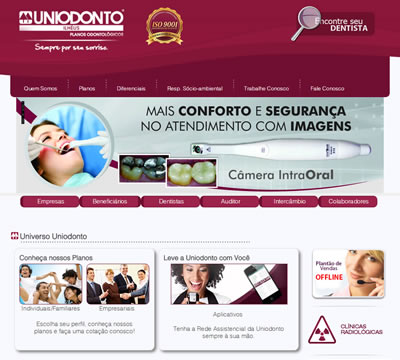 UNIODONTO
ILHÉUS
PLANOS ODONTOLÓGICOS
Sempre por seu sorriso.
ISO 9001
Encontre seu
DENTISTA
Quem Somos
Planos
Diferenciais
Resp. Sócio-ambiental
Trabalhe Conosco
Fale Conosco
MAIS CONFORTO E SEGURANÇA
NO ATENDIMENTO COM IMAGENS
Câmera IntraOral
Empresas
Beneficiários
Dentistas
Auditor
Intercâmbio
Colaboradores
Universo Uniodonto
Conheça nossos Planos
Individuais/Familiares
Empresariais
Escolha seu perfil, conheça nossos
planos e faça uma cotação conosco!
Leve a Uniodonto com Você
Aplicativos
Tenha a Rede Assistencial da Uniodonto
sempre à sua mão.
Plantão de
Vendas
OFFLINE
CLÍNICAS
RADIOLÓGICAS